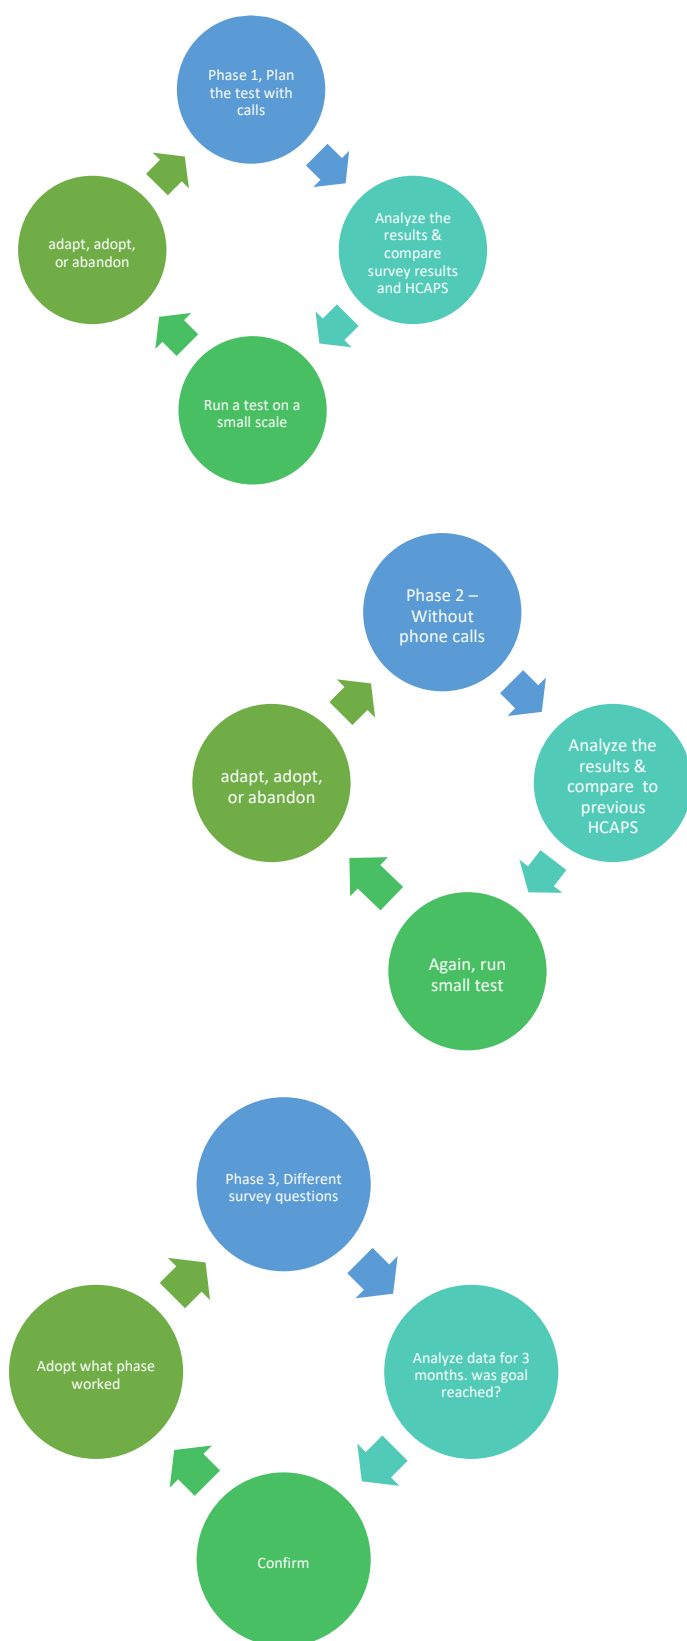 Phase 1, Plan
the test with
calls
Analyze the
results &
compare
survey results
and HCAPS
adapt, adopt,
or abandon
Run a test on a
small scale
Phase 2 –
Without
phone calls
Analyze the
results &
compare  to
previous
HCAPS
adapt, adopt,
or abandon
Again, run
small test
Phase 3, Different
survey questions
Analyze data for 3
months. was goal
reached?
Adopt what phase
worked
Confirm